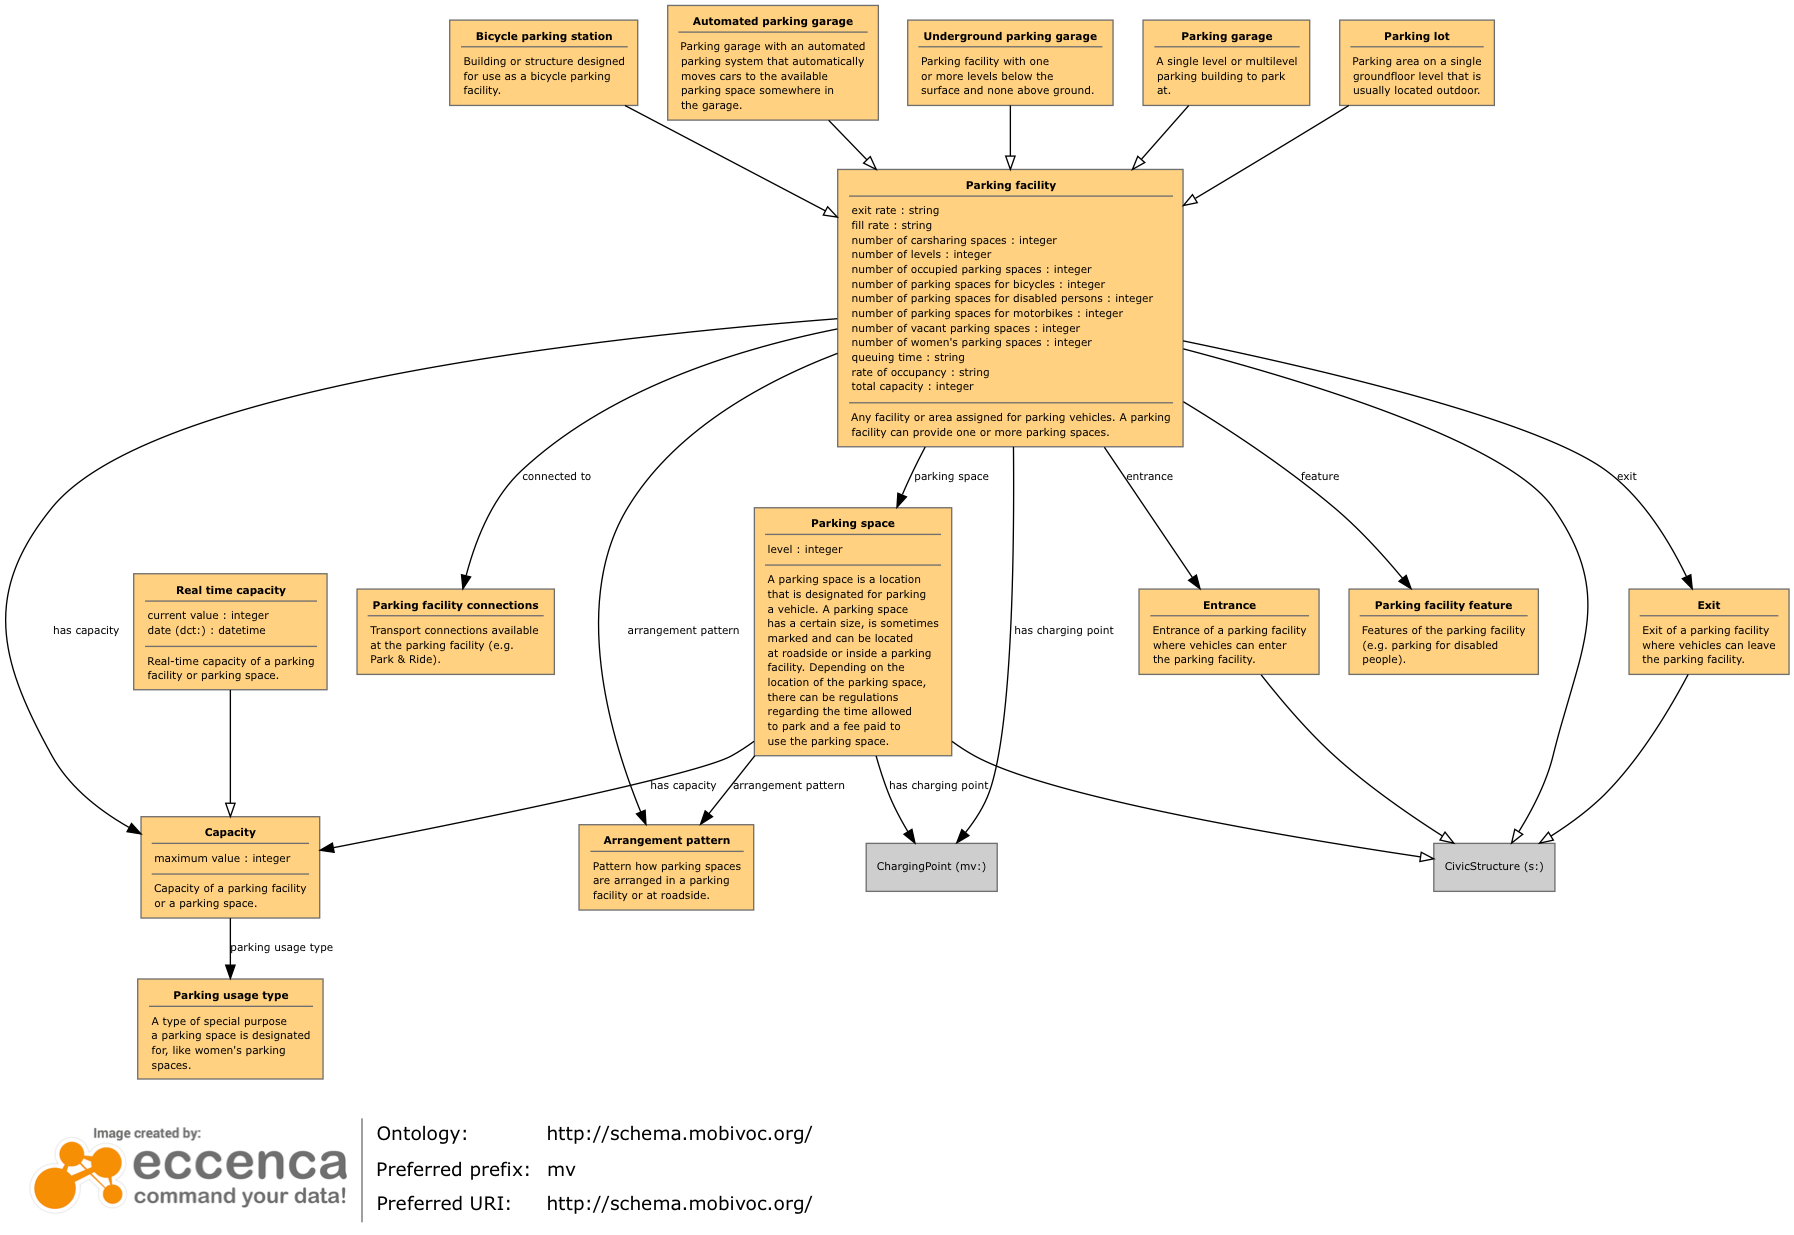 Bicycle parking station
Building or structure designed
for use as a bicycle parking
facility.
Automated parking garage
Parking garage with an automated
parking system that automatically
moves cars to the available
parking space somewhere in
the garage.
Underground parking garage
Parking facility with one
or more levels below the
surface and none above ground.
Parking garage
A single level or multilevel
parking building to park
at.
Parking lot
Parking area on a single
groundfloor level that is
usually located outdoor.
Parking facility
exit rate : string
fill rate : string
number of carsharing spaces : integer
number of levels : integer
number of occupied parking spaces : integer
number of parking spaces for bicycles : integer
number of parking spaces for disabled persons : integer
number of parking spaces for motorbikes : integer
number of vacant parking spaces : integer
number of women's parking spaces : integer
queuing time : string
rate of occupancy : string
total capacity : integer
Any facility or area assigned for parking vehicles. A parking
facility can provide one or more parking spaces.
connected to
parking space
entrance
feature
exit
Real time capacity
current value : integer
date (dct:) : datetime
Real-time capacity of a parking
facility or parking space.
has capacity
Parking facility connections
Transport connections available
at the parking facility (e.g.
Park & Ride).
arrangement pattern
Parking space
level : integer
A parking space is a location
that is designated for parking
a vehicle. A parking space
has a certain size, is sometimes
marked and can be located
at roadside or inside a parking
facility. Depending on the
location of the parking space,
there can be regulations
regarding the time allowed
to park and a fee paid to
use the parking space.
has charging point
Entrance
Entrance of a parking facility
where vehicles can enter
the parking facility.
Parking facility feature
Features of the parking facility
(e.g. parking for disabled
people).
Exit
Exit of a parking facility
where vehicles can leave
the parking facility.
has capacity
arrangement pattern
has charging point
Capacity
maximum value : integer
Capacity of a parking facility
or a parking space.
Arrangement pattern
Pattern how parking spaces
are arranged in a parking
facility or at roadside.
ChargingPoint (mv:)
CivicStructure (s:)
parking usage type
Parking usage type
A type of special purpose
a parking space is designated
for, like women's parking
spaces.
Image created by:
eccenca
command your data!
Ontology: http://schema.mobivoc.org/
Preferred prefix: mv
Preferred URI: http://schema.mobivoc.org/